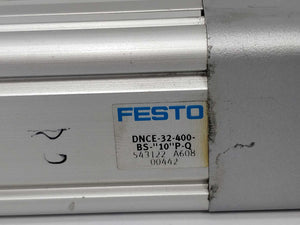 FESTO
DNCE-32-400-
BS-"10"P-Q
543122 A608
00442